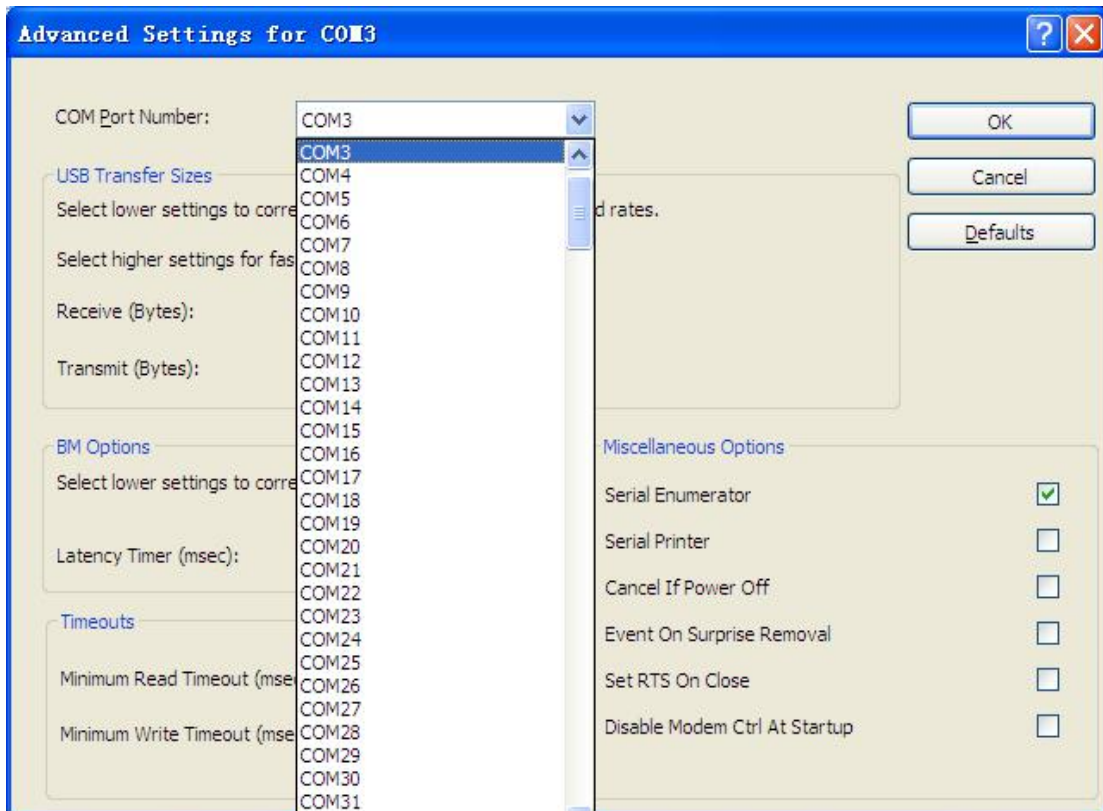 Advanced Settings for COM3
COM Port Number:
COM3
OK
Cancel
Defaults
USB Transfer Sizes
Select lower settings to corre
d rates.
Select higher settings for fas
Receive (Bytes):
Transmit (Bytes):
COM3
COM4
COM5
COM6
COM7
COM8
COM9
COM10
COM11
COM12
COM13
COM14
COM15
COM16
COM17
COM18
COM19
COM20
COM21
COM22
COM23
COM24
COM25
COM26
COM27
COM28
COM29
COM30
COM31
BM Options
Select lower settings to corre
Latency Timer (msec):
Timeouts
Minimum Read Timeout (mse
Minimum Write Timeout (mse
Miscellaneous Options
Serial Enumerator
Serial Printer
Cancel If Power Off
Event On Surprise Removal
Set RTS On Close
Disable Modem Ctrl At Startup